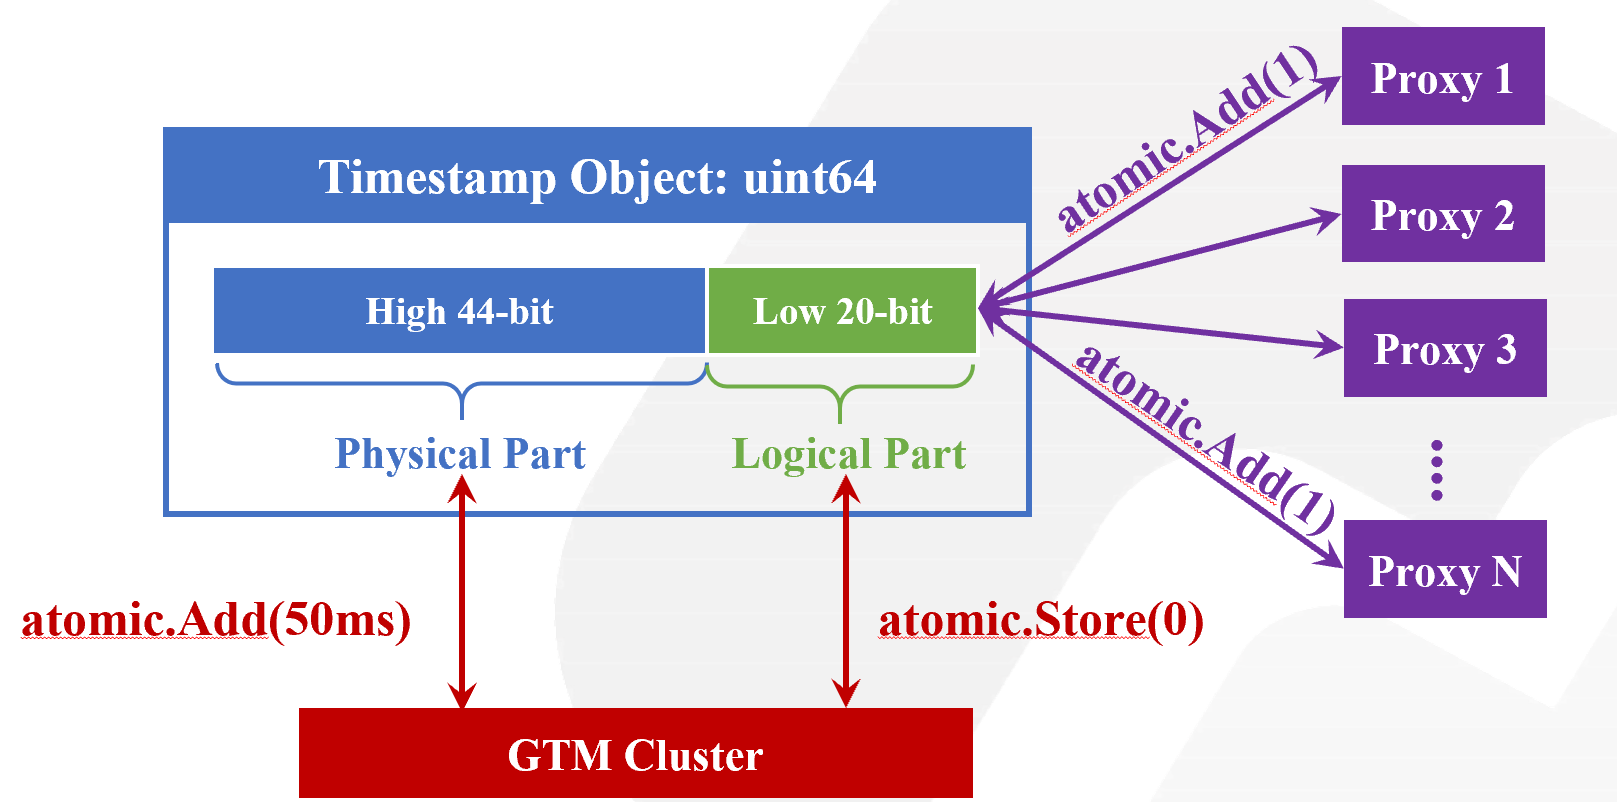 Timestamp Object: uint64
High 44-bit
Low 20-bit
Physical Part
Logical Part
atomic.Add(1)
atomic.Add(1)
Proxy 1
Proxy 2
Proxy 3
Proxy N
atomic.Add(50ms)
atomic.Store(0)
GTM Cluster